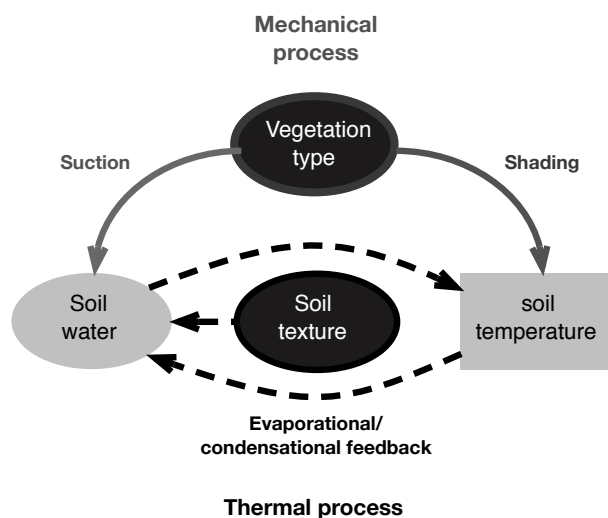 Mechanical
process
Vegetation
type
Suction
Shading
Soil
water
Soil
texture
soil
temperature
Evaporational/
condensational feedback
Thermal process